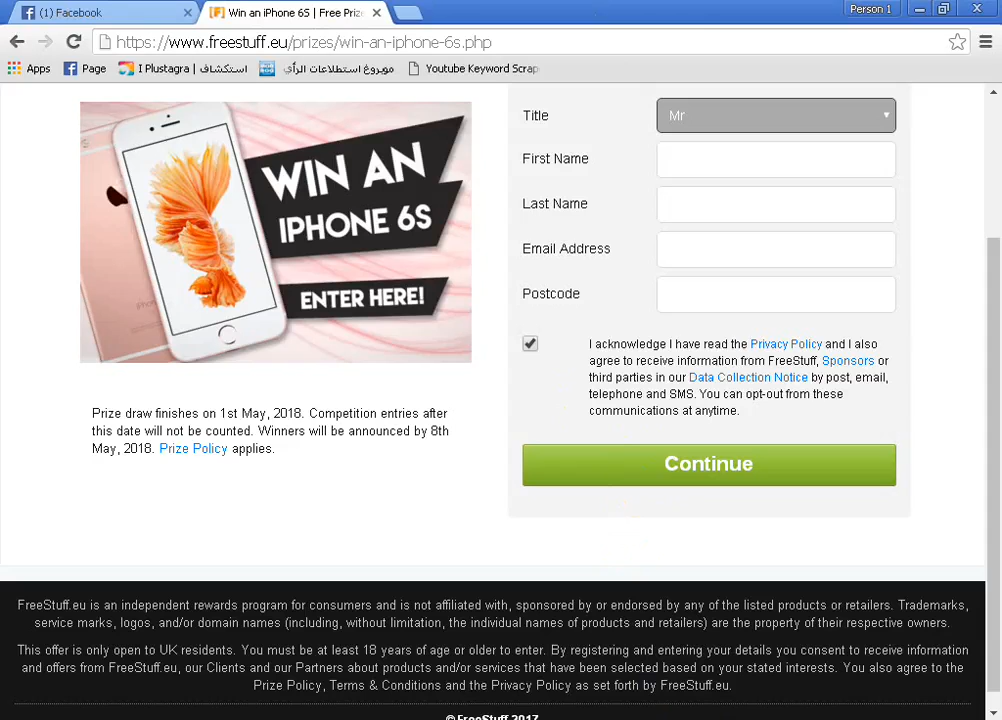 (1) Facebook
Win an iPhone 6S | Free Prize
Person 1
https://www.freestuff.eu/prizes/win-an-iphone-6s.php
Apps
Page
I Plustagra | استكشاف
Youtube Keyword Scrap
WIN AN
IPHONE 6S
ENTER HERE!
Prize draw finishes on 1st May, 2018. Competition entries after
this date will not be counted. Winners will be announced by 8th
May, 2018. Prize Policy applies.
Title
Mr
First Name
Last Name
Email Address
Postcode
I acknowledge I have read the Privacy Policy and I also
agree to receive information from FreeStuff, Sponsors or
third parties in our Data Collection Notice by post, email,
telephone and SMS. You can opt-out from these
communications at anytime.
Continue
FreeStuff.eu is an independent rewards program for consumers and is not affiliated with, sponsored by or endorsed by any of the listed products or retailers. Trademarks,
service marks, logos, and/or domain names (including, without limitation, the individual names of products and retailers) are the property of their respective owners.
This offer is only open to UK residents. You must be at least 18 years of age or older to enter. By registering and entering your details you consent to receive information
and offers from FreeStuff.eu, our Clients and our Partners about products and/or services that have been selected based on your stated interests. You also agree to the
Prize Policy, Terms & Conditions and the Privacy Policy as set forth by FreeStuff.eu.
© FreeStuff 2017